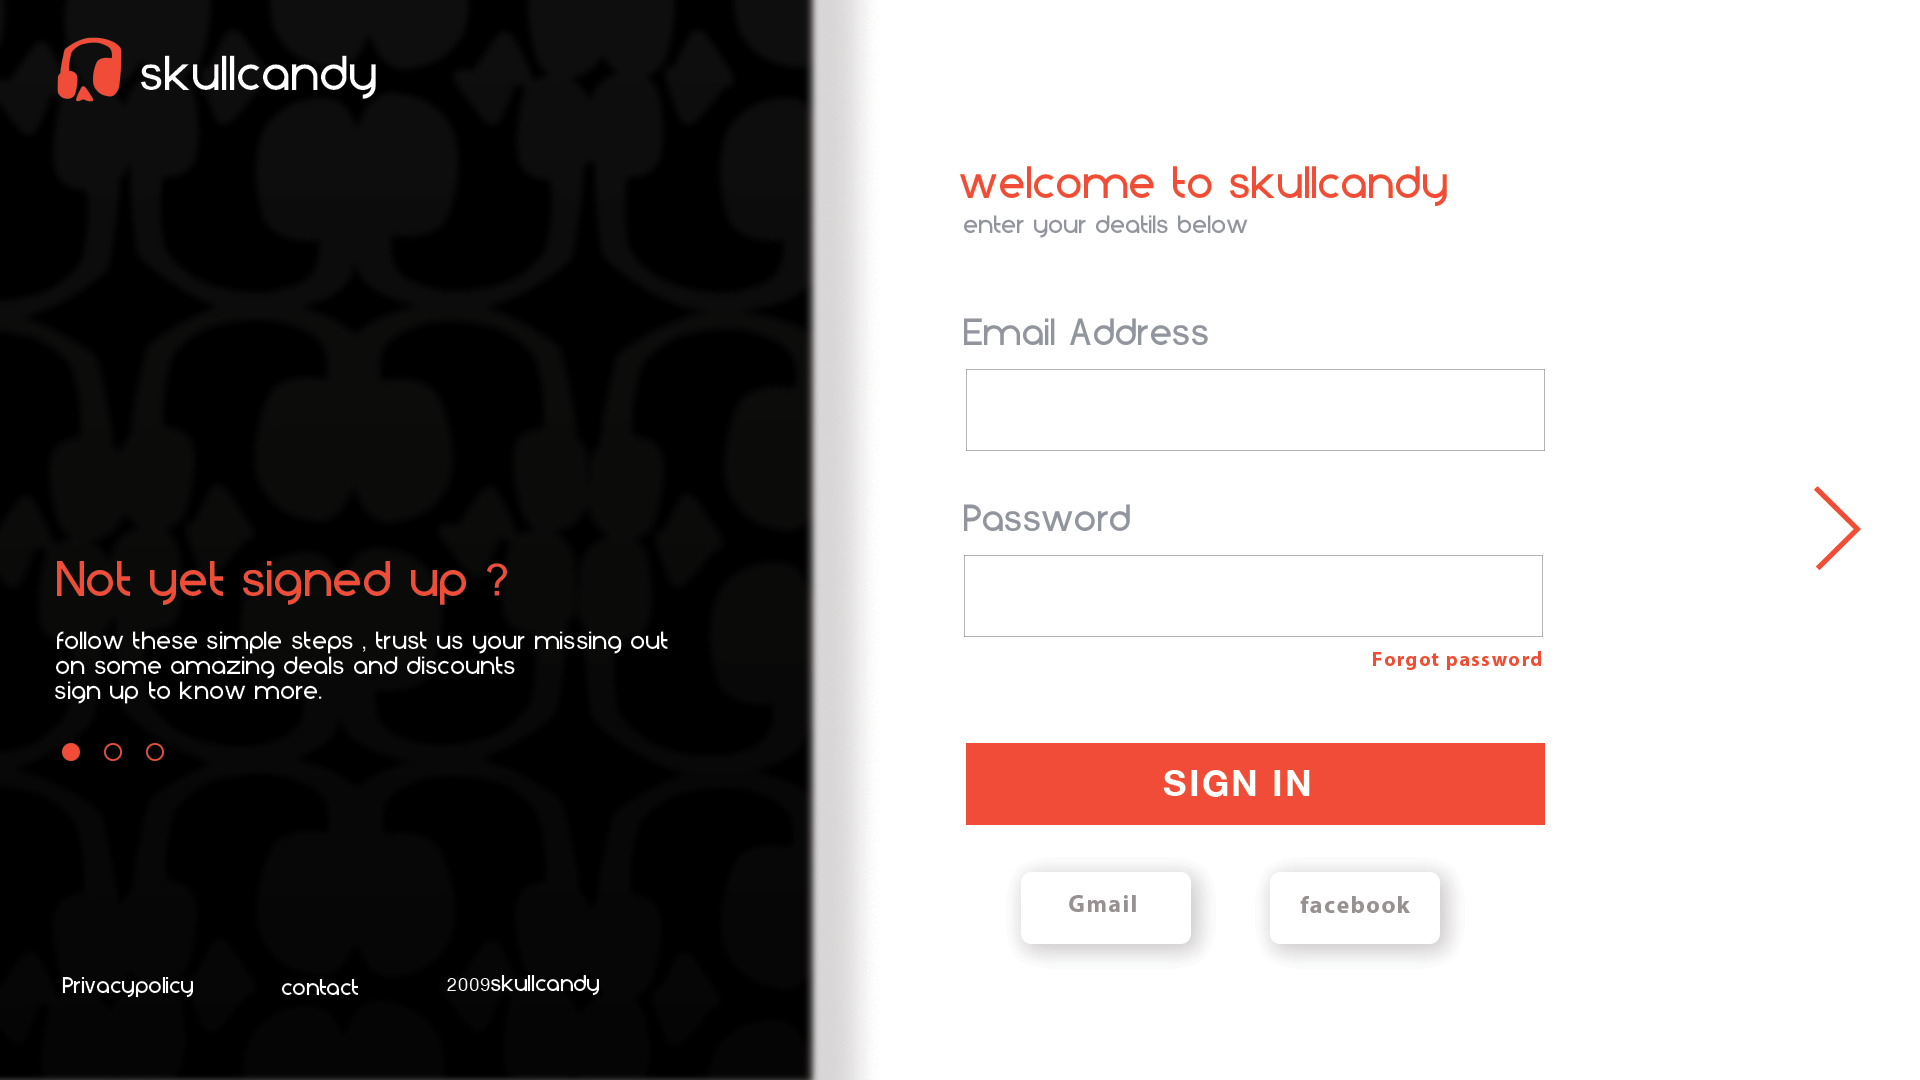 skullcandy
Not yet signed up ?
follow these simple steps , trust us your missing out
on some amazing deals and discounts
sign up to know more.
Privacypolicy
contact
2009skullcandy
welcome to skullcandy
enter your deatils below
Email Address
Password
Forgot password
SIGN IN
Gmail
facebook